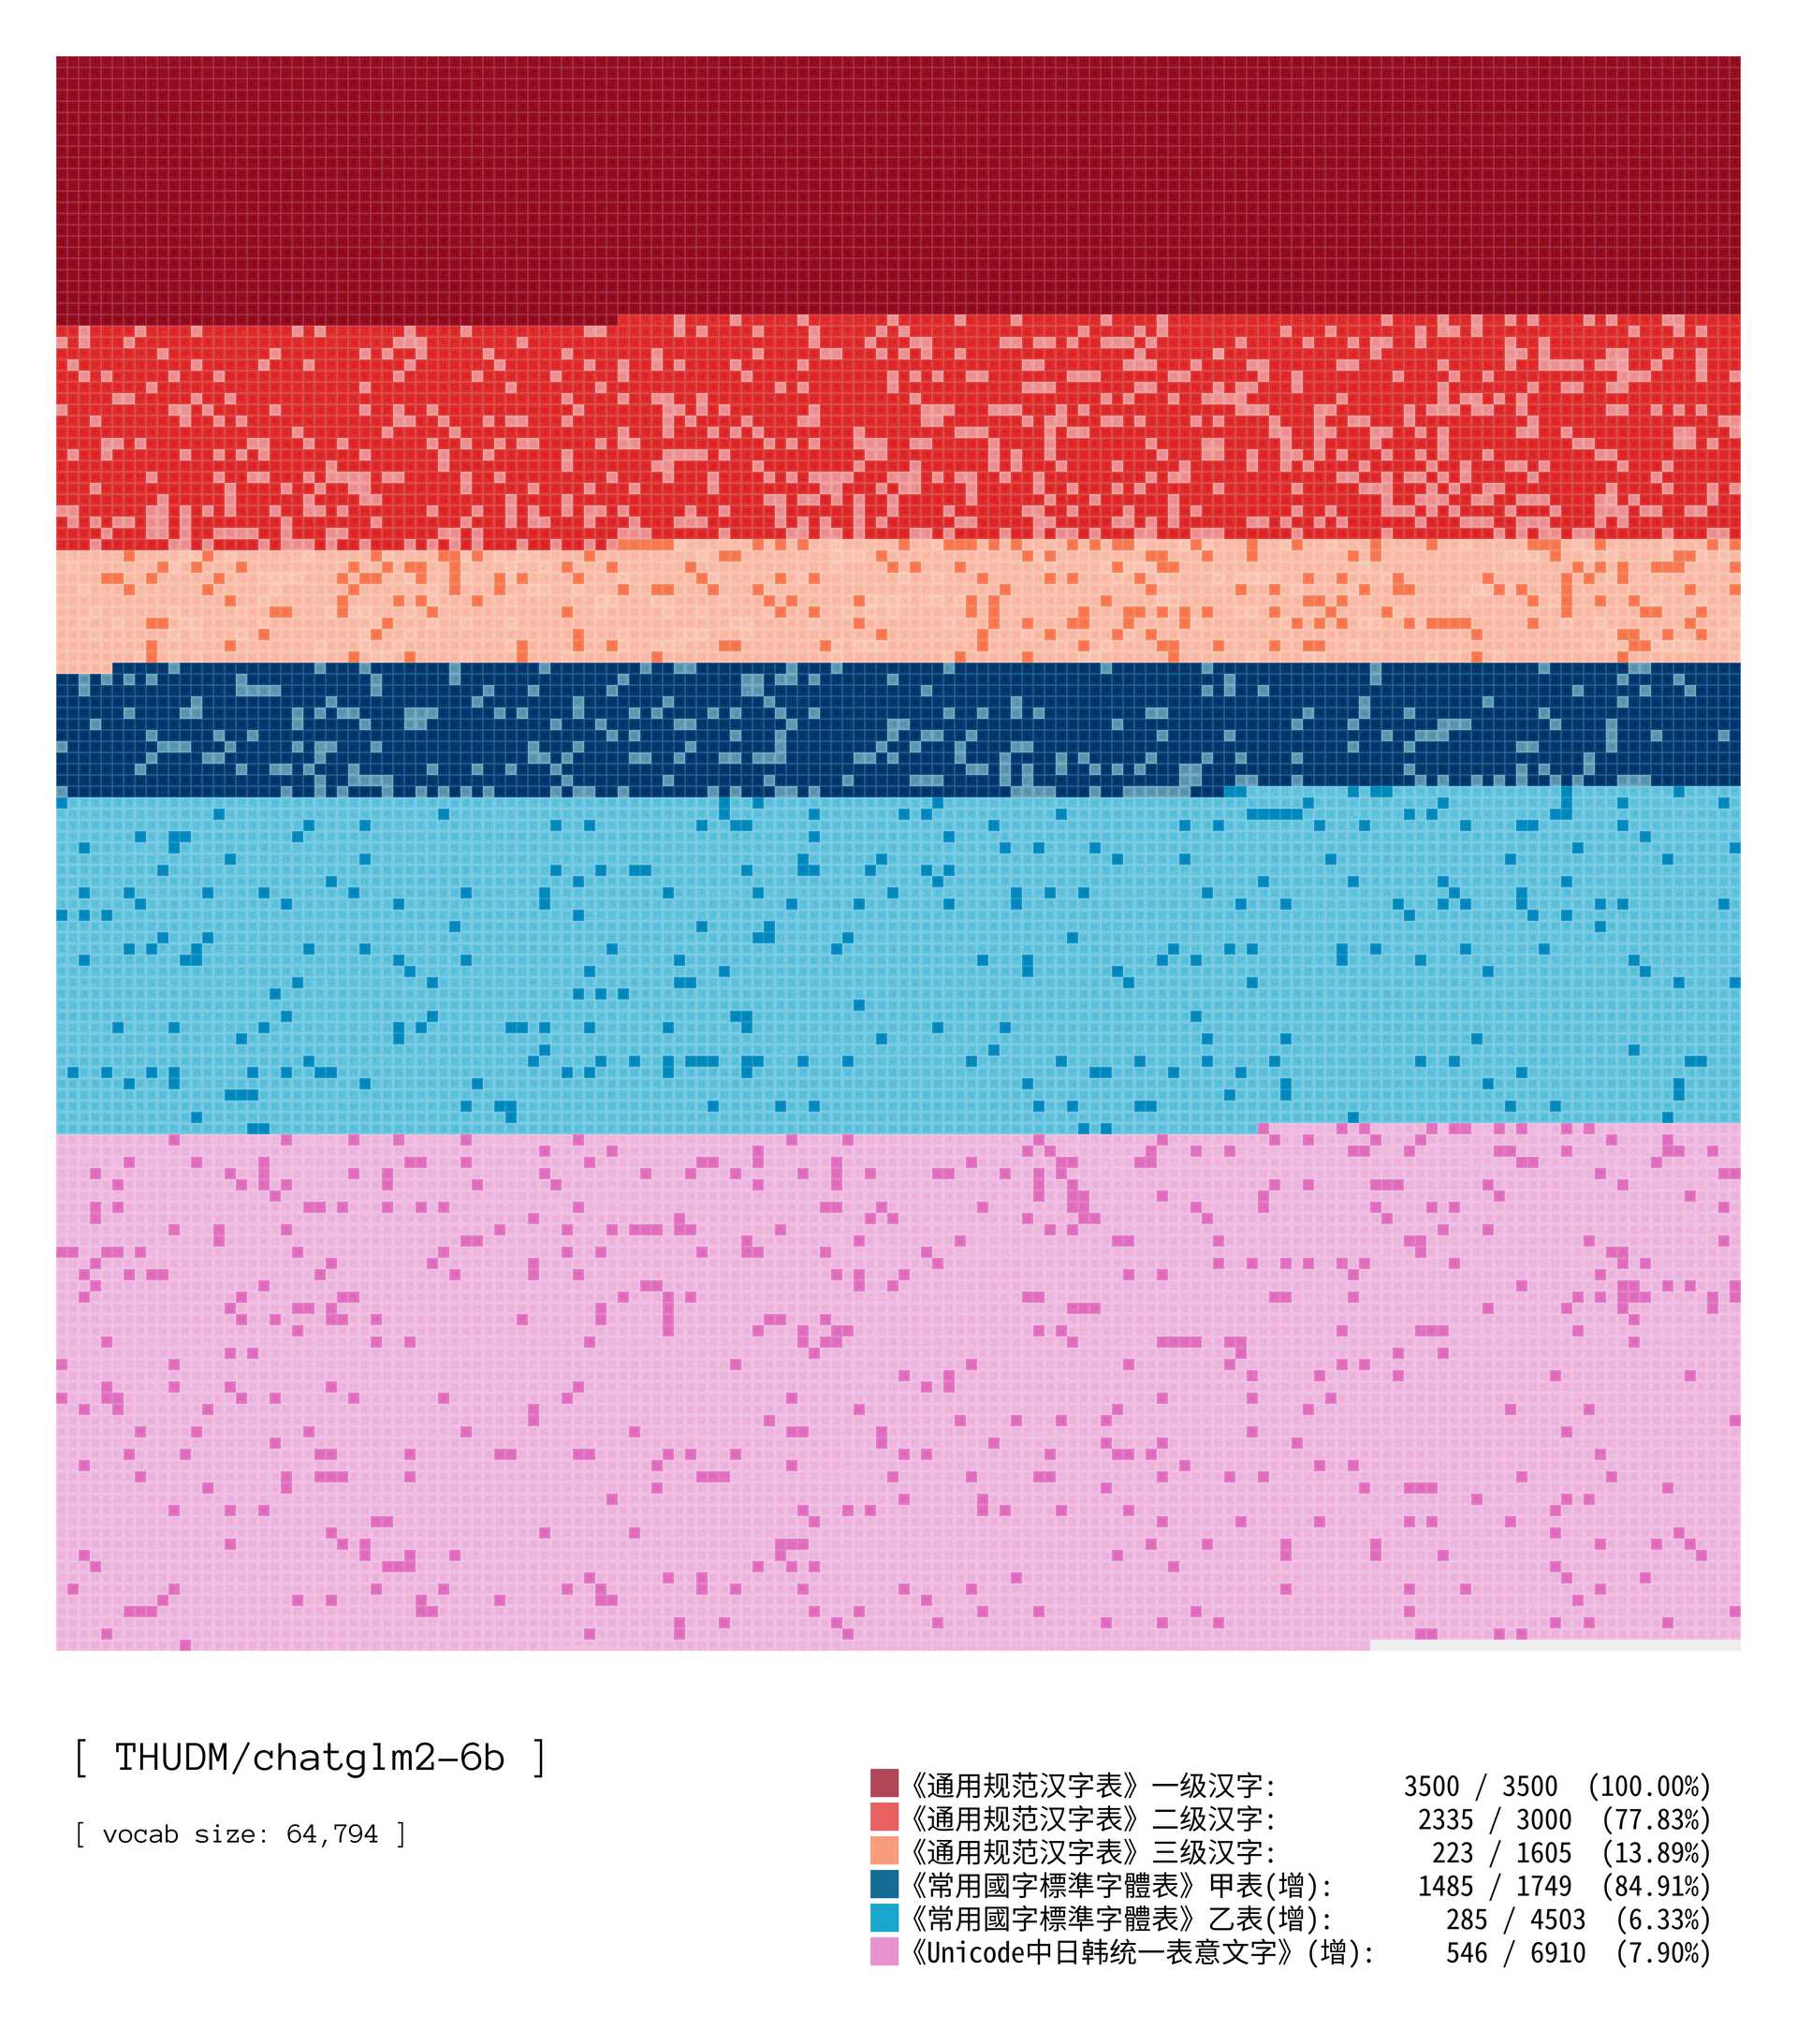 [ THUDM/chatglm2-6b ]
[ vocab size: 64,794 ]
《通用规范汉字表》一级汉字: 3500 / 3500 (100.00%)
《通用规范汉字表》二级汉字: 2335 / 3000 (77.83%)
《通用规范汉字表》三级汉字: 223 / 1605 (13.89%)
《常用國字標準字體表》甲表(增): 1485 / 1749 (84.91%)
《常用國字標準字體表》乙表(增): 285 / 4503 (6.33%)
《Unicode中日韩统一表意文字》(增): 546 / 6910 (7.90%)